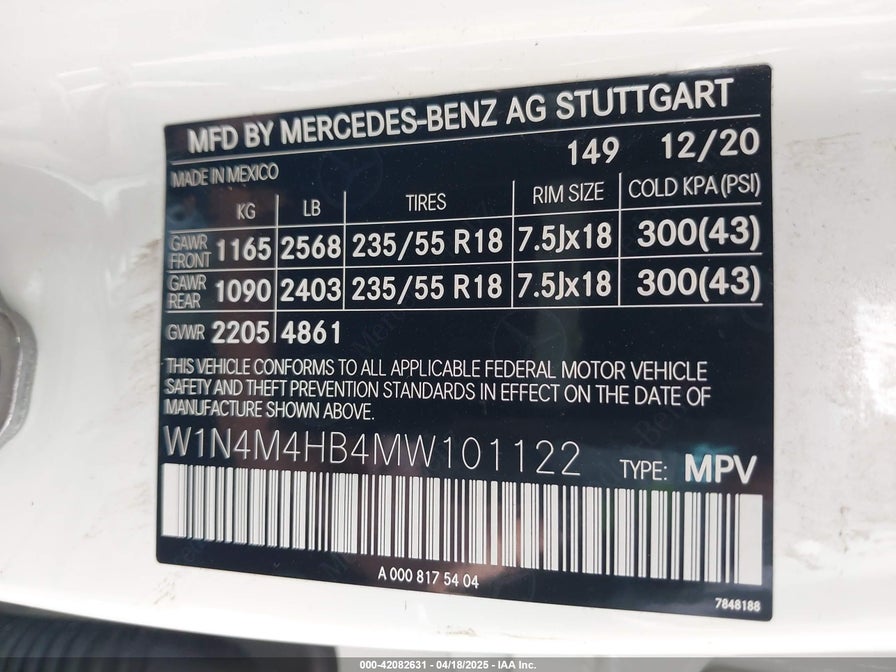 MFD BY MERCEDES-BENZ AG STUTTGART
149 12/20
MADE IN MEXICO
KG LB TIRES RIM SIZE COLD KPA (PSI)
GAWR FRONT 1165 2568 235/55 R18 7.5Jx18 300(43)
GAWR REAR 1090 2403 235/55 R18 7.5Jx18 300(43)
GVWR 2205 4861
THIS VEHICLE CONFORMS TO ALL APPLICABLE FEDERAL MOTOR VEHICLE
SAFETY AND THEFT PREVENTION STANDARDS IN EFFECT ON THE DATE OF
MANUFACTURE SHOWN ABOVE.
W1N4M4HB4MW101122 TYPE: MPV
A 000 817 54 04
7848188
000-42082631 - 04/18/2025 - IAA Inc.